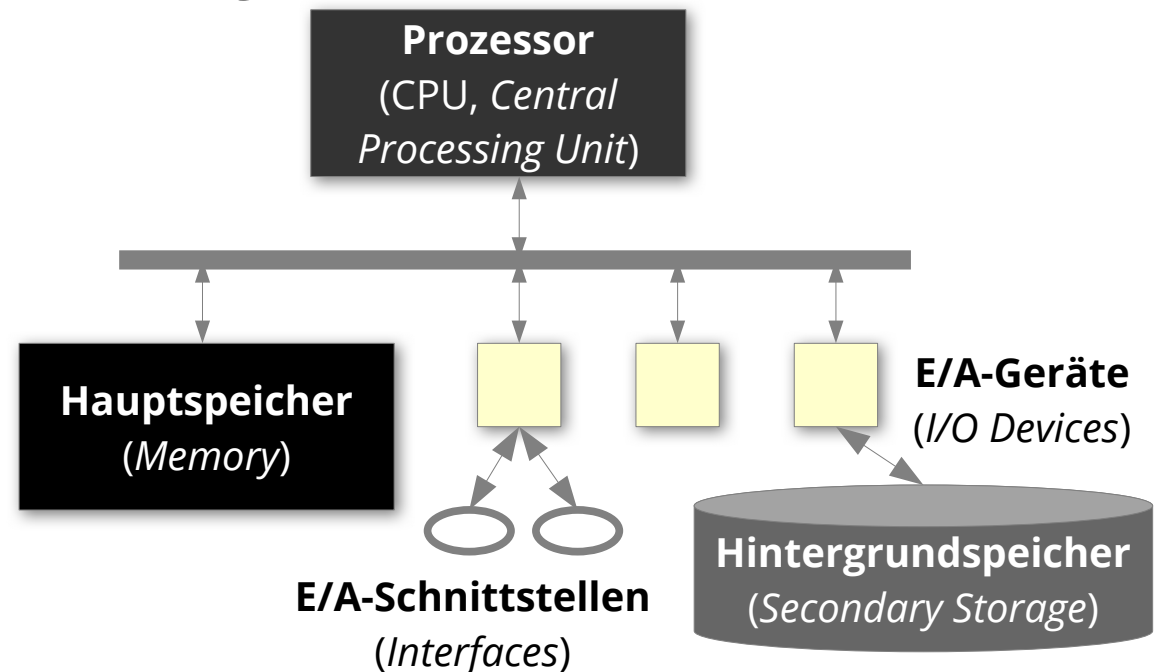 Prozessor
(CPU, Central
Processing Unit)
Hauptspeicher
(Memory)
E/A-Geräte
(I/O Devices)
Hintergrundspeicher
(Secondary Storage)
E/A-Schnittstellen
(Interfaces)